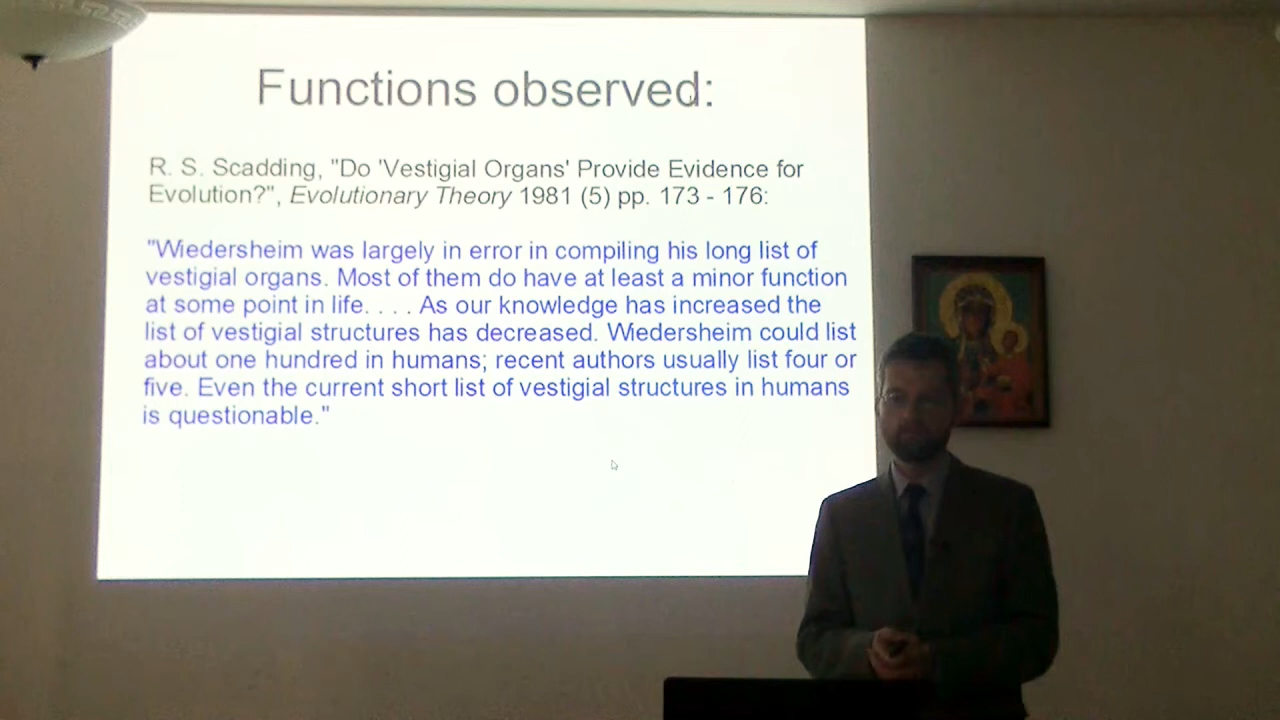 Functions observed:
R. S. Scadding, "Do 'Vestigial Organs' Provide Evidence for
Evolution?", Evolutionary Theory 1981 (5) pp. 173 - 176:
"Wiedersheim was largely in error in compiling his long list of
vestigial organs. Most of them do have at least a minor function
at some point in life. . . . As our knowledge has increased the
list of vestigial structures has decreased. Wiedersheim could list
about one hundred in humans; recent authors usually list four or
five. Even the current short list of vestigial structures in humans
is questionable."